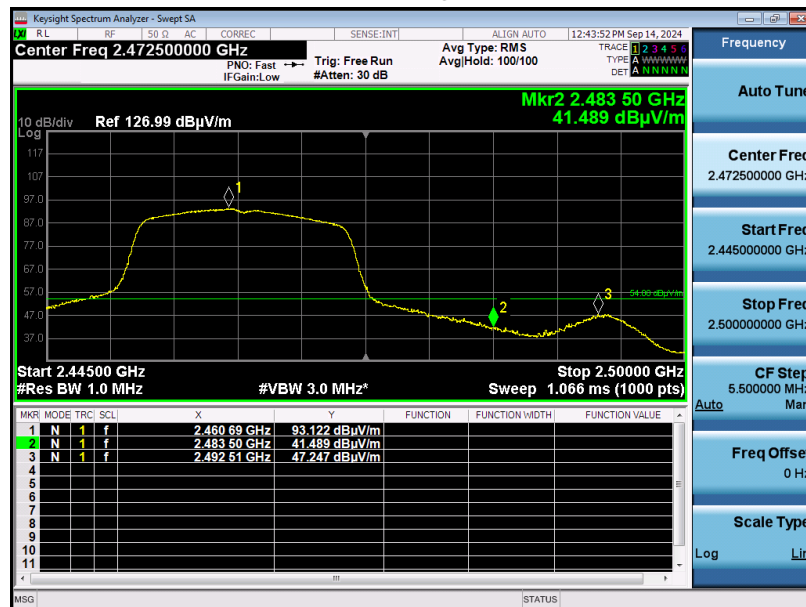 Keysight Spectrum Analyzer - Swept SA
LXI RL RF 50 Ω AC CORREC SENSE:INT ALIGN AUTO 12:43:52 PM Sep 14, 2024
Center Freq 2.472500000 GHz
PNO: Fast
IFGain:Low
Trig: Free Run
#Atten: 30 dB
Avg Type: RMS
Avg|Hold: 100/100
TRACE 1 2 3 4 5 6
TYPE A WWWWW
DET A N N N N N
Mkr2 2.483 50 GHz
41.489 dBµV/m
10 dB/div Ref 126.99 dBµV/m
Log
117
107
97.0
87.0
77.0
67.0
57.0
47.0
37.0
1
2
3
54.00 dBµV/m
Start 2.44500 GHz
Stop 2.50000 GHz
#Res BW 1.0 MHz
#VBW 3.0 MHz*
Sweep 1.066 ms (1000 pts)
MKR MODE TRC SCL X Y FUNCTION FUNCTION WIDTH FUNCTION VALUE
1 N 1 f 2.460 69 GHz 93.122 dBµV/m
2 N 1 f 2.483 50 GHz 41.489 dBµV/m
3 N 1 f 2.492 51 GHz 47.247 dBµV/m
4
5
6
7
8
9
10
11
MSG
STATUS
Frequency
Auto Tune
Center Freq
2.472500000 GHz
Start Freq
2.445000000 GHz
Stop Freq
2.500000000 GHz
CF Step
5.500000 MHz
Auto Man
Freq Offset
0 Hz
Scale Type
Log Lin